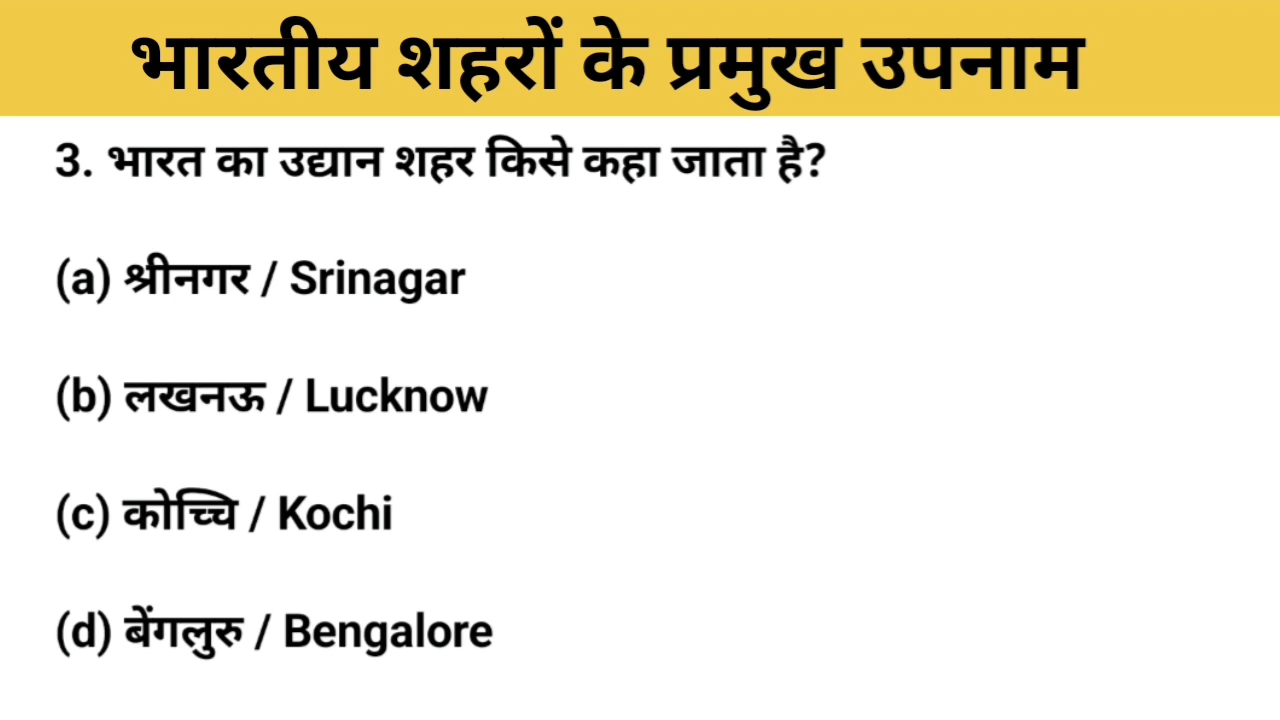 भारतीय शहरों के प्रमुख उपनाम
3. भारत का उद्यान शहर किसे कहा जाता है?
(a) श्रीनगर / Srinagar
(b) लखनऊ / Lucknow
(c) कोच्चि / Kochi
(d) बेंगलुरु / Bengalore